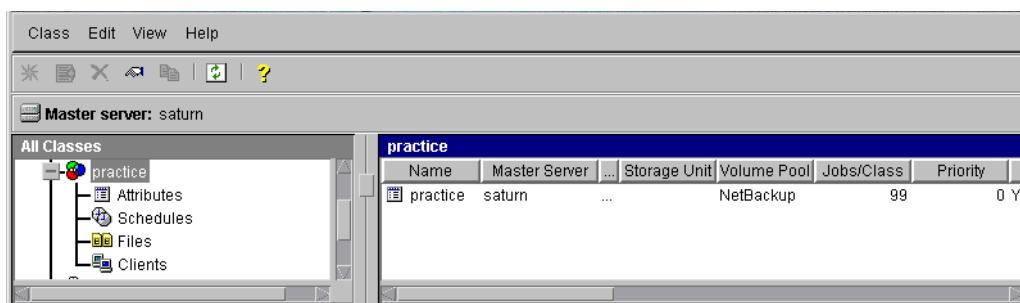 Class Edit View Help
Master server: saturn
All Classes
practice
Attributes
Schedules
Files
Clients
practice
Name Master Server ... Storage Unit Volume Pool Jobs/Class Priority
practice saturn ... NetBackup 99 0 Y